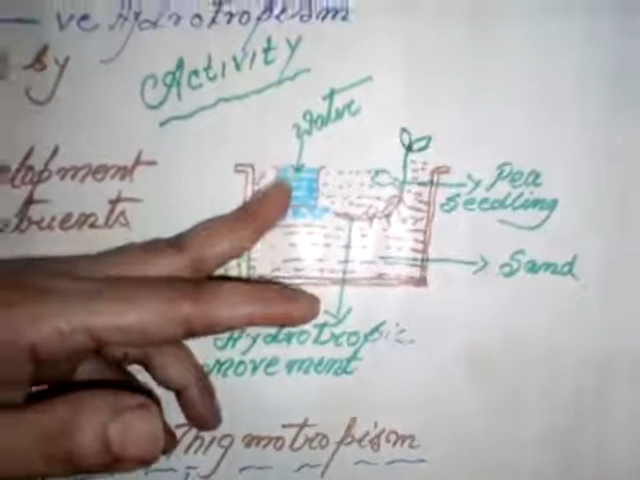 — ve Hydrotropism
by
Activity
Water
Pea
Seedling
Sand
Hydrotropic
movement
Thigmotropism